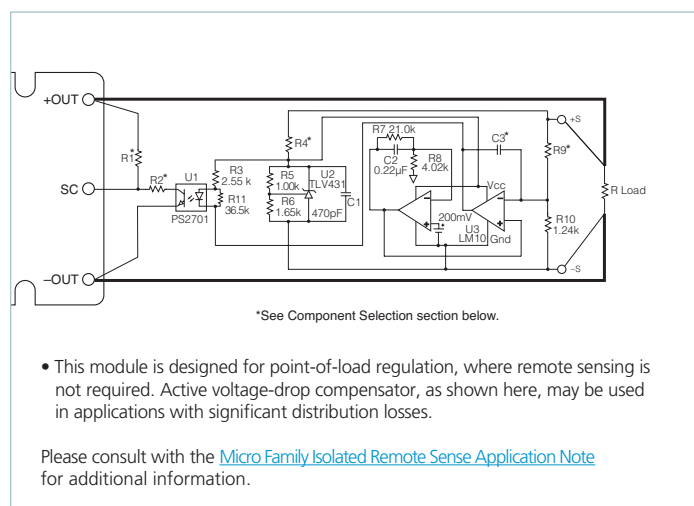 +OUT
SC
–OUT
R1*
R2*
U1
PS2701
R3
2.55 k
R11
36.5k
R4*
R5
1.00k
R6
1.65k
U2
TLV431
C1
470pF
R7 21.0k
C2
0.22µF
R8
4.02k
C3*
Vcc
200mV
U3
LM10
Gnd
R9*
R10
1.24k
+S
–S
R Load
*See Component Selection section below.
• This module is designed for point-of-load regulation, where remote sensing is
not required. Active voltage-drop compensator, as shown here, may be used
in applications with significant distribution losses.
Please consult with the Micro Family Isolated Remote Sense Application Note
for additional information.